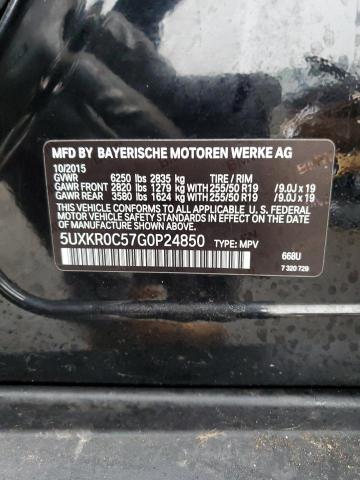 MFD BY BAYERISCHE MOTOREN WERKE AG
10/2015
GVWR 6250 lbs 2835 kg TIRE / RIM
GAWR FRONT 2820 lbs 1279 kg WITH 255/50 R19 /9.0J x 19
GAWR REAR 3580 lbs 1624 kg WITH 255/50 R19 /9.0J x 19
THIS VEHICLE CONFORMS TO ALL APPLICABLE U. S. FEDERAL
MOTOR VEHICLE SAFETY STANDARDS IN EFFECT ON THE
DATE OF MANUFACTURE SHOWN ABOVE.
5UXKR0C57G0P24850 TYPE: MPV
668U
7 320 729